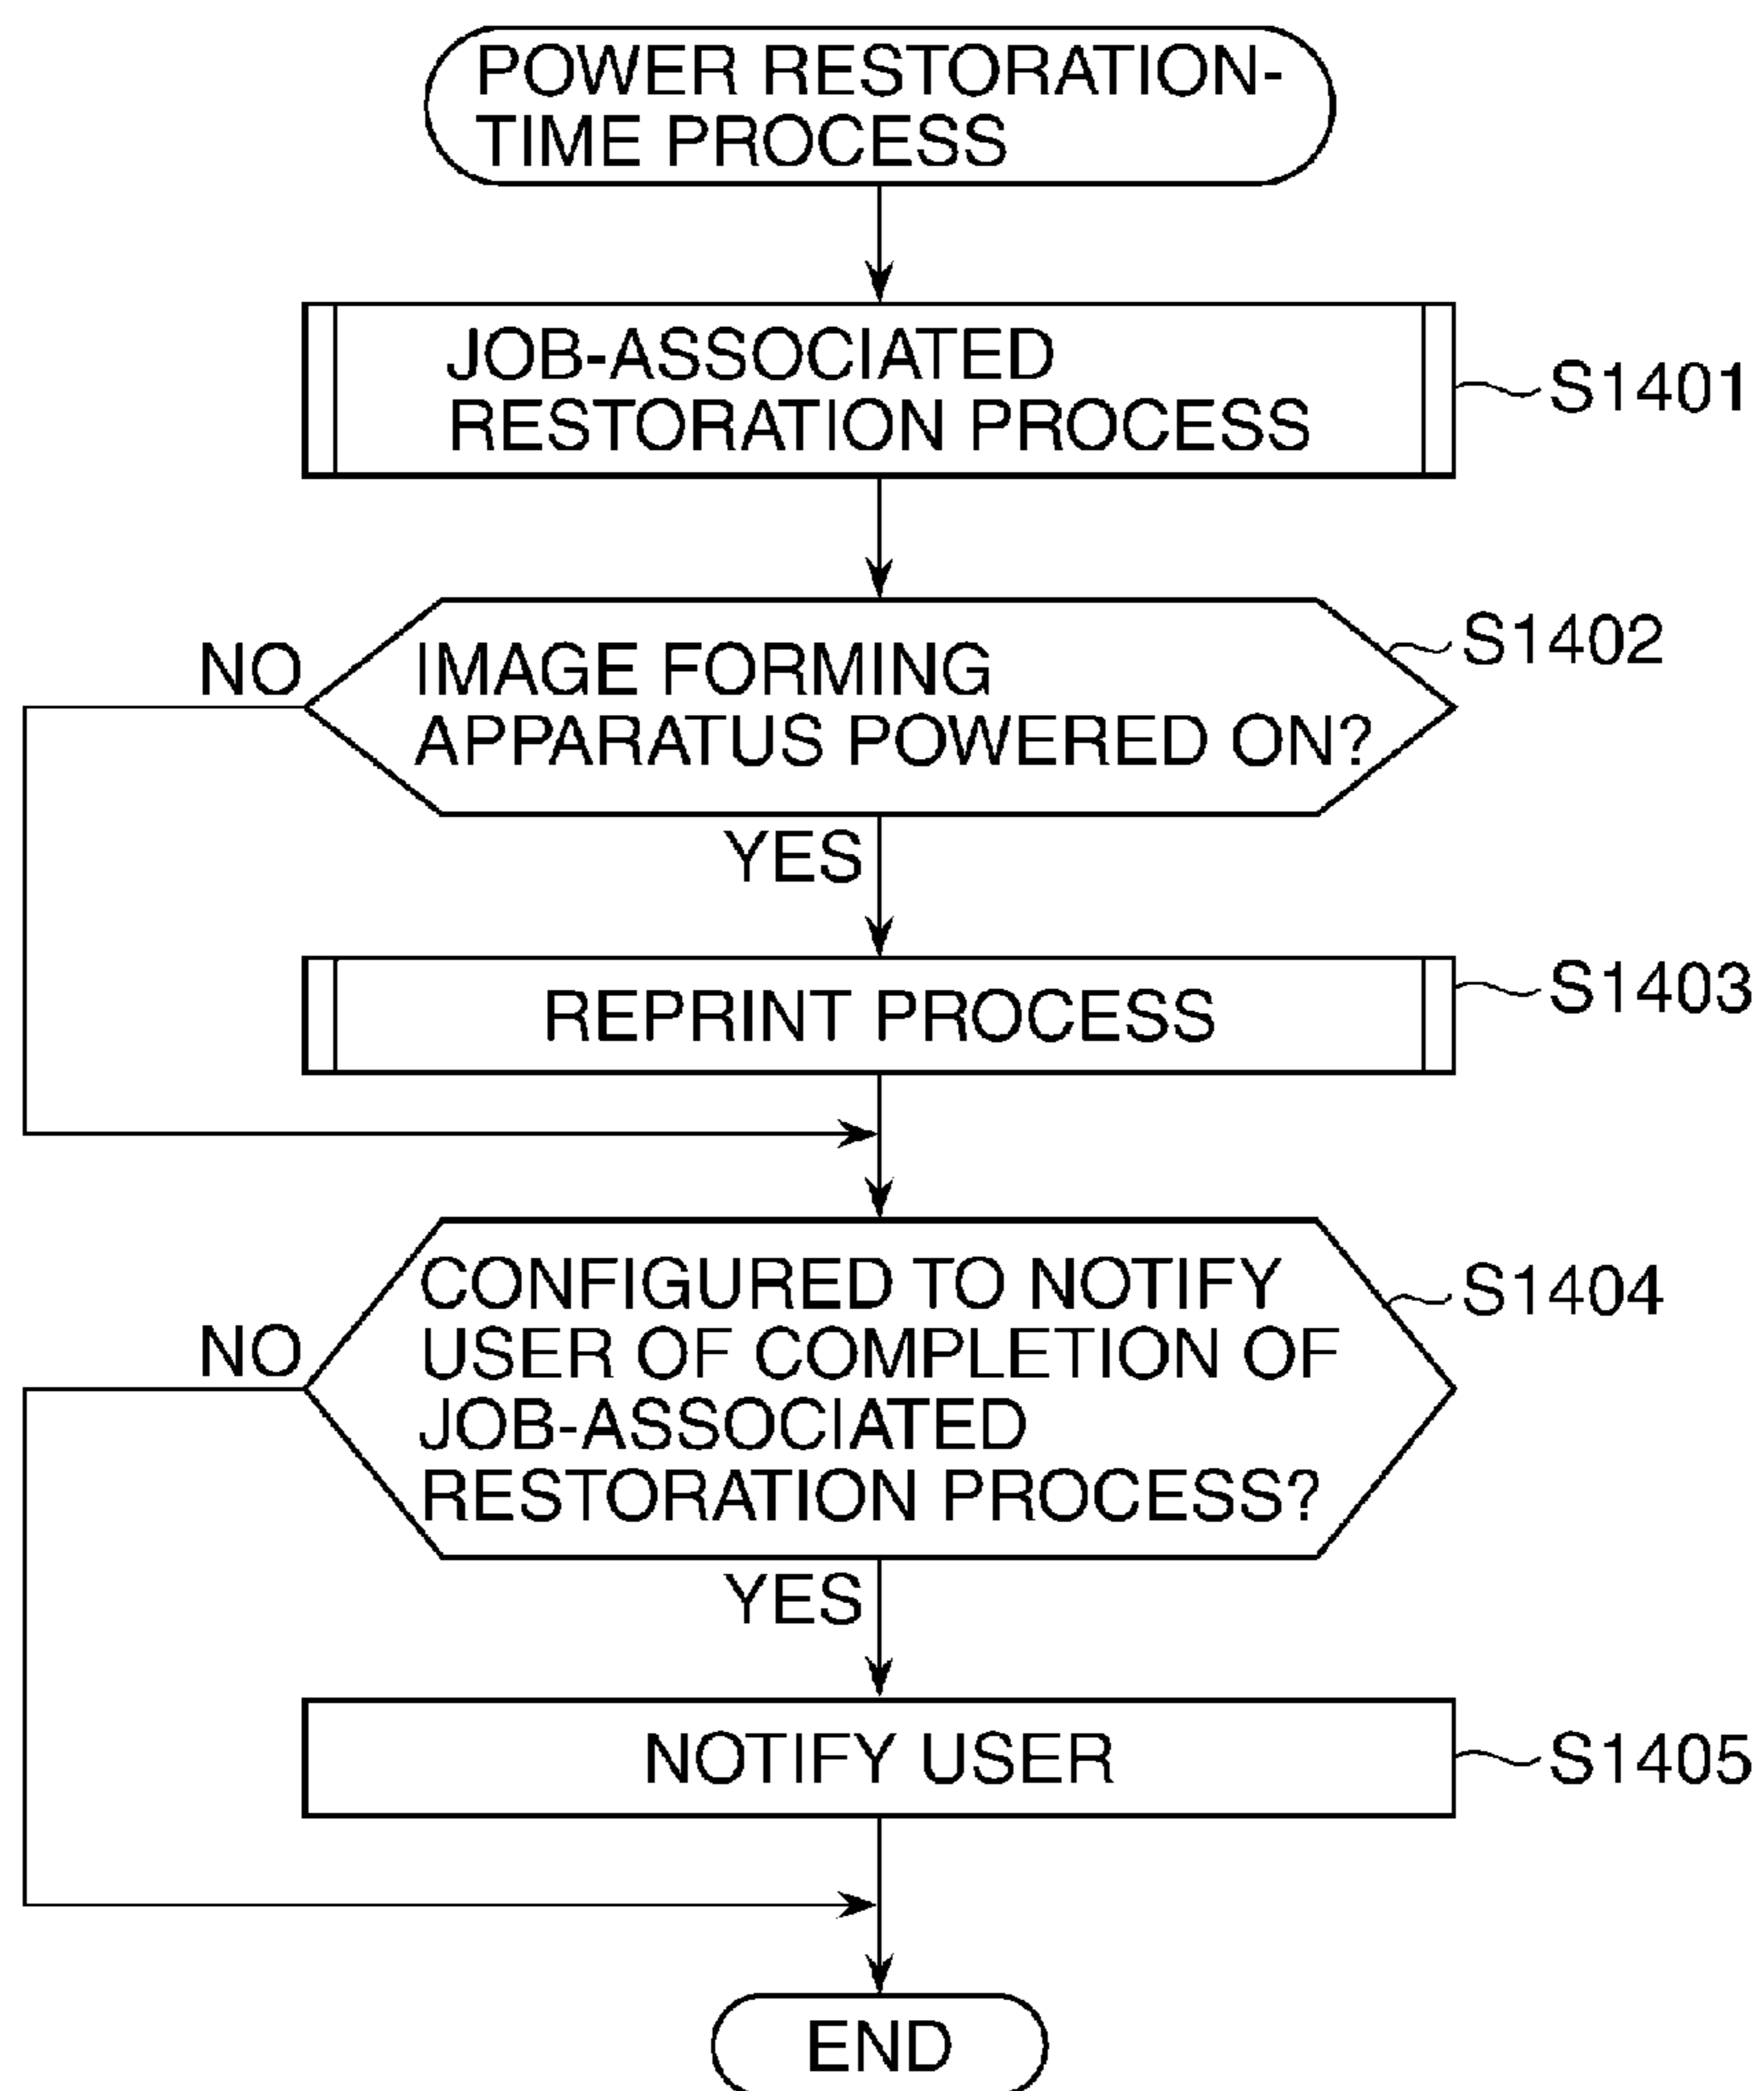 POWER RESTORATION-
TIME PROCESS
JOB-ASSOCIATED
RESTORATION PROCESS
S1401
S1402
NO
IMAGE FORMING
APPARATUS POWERED ON?
YES
REPRINT PROCESS
S1403
CONFIGURED TO NOTIFY
S1404
NO
USER OF COMPLETION OF
JOB-ASSOCIATED
RESTORATION PROCESS?
YES
NOTIFY USER
S1405
END